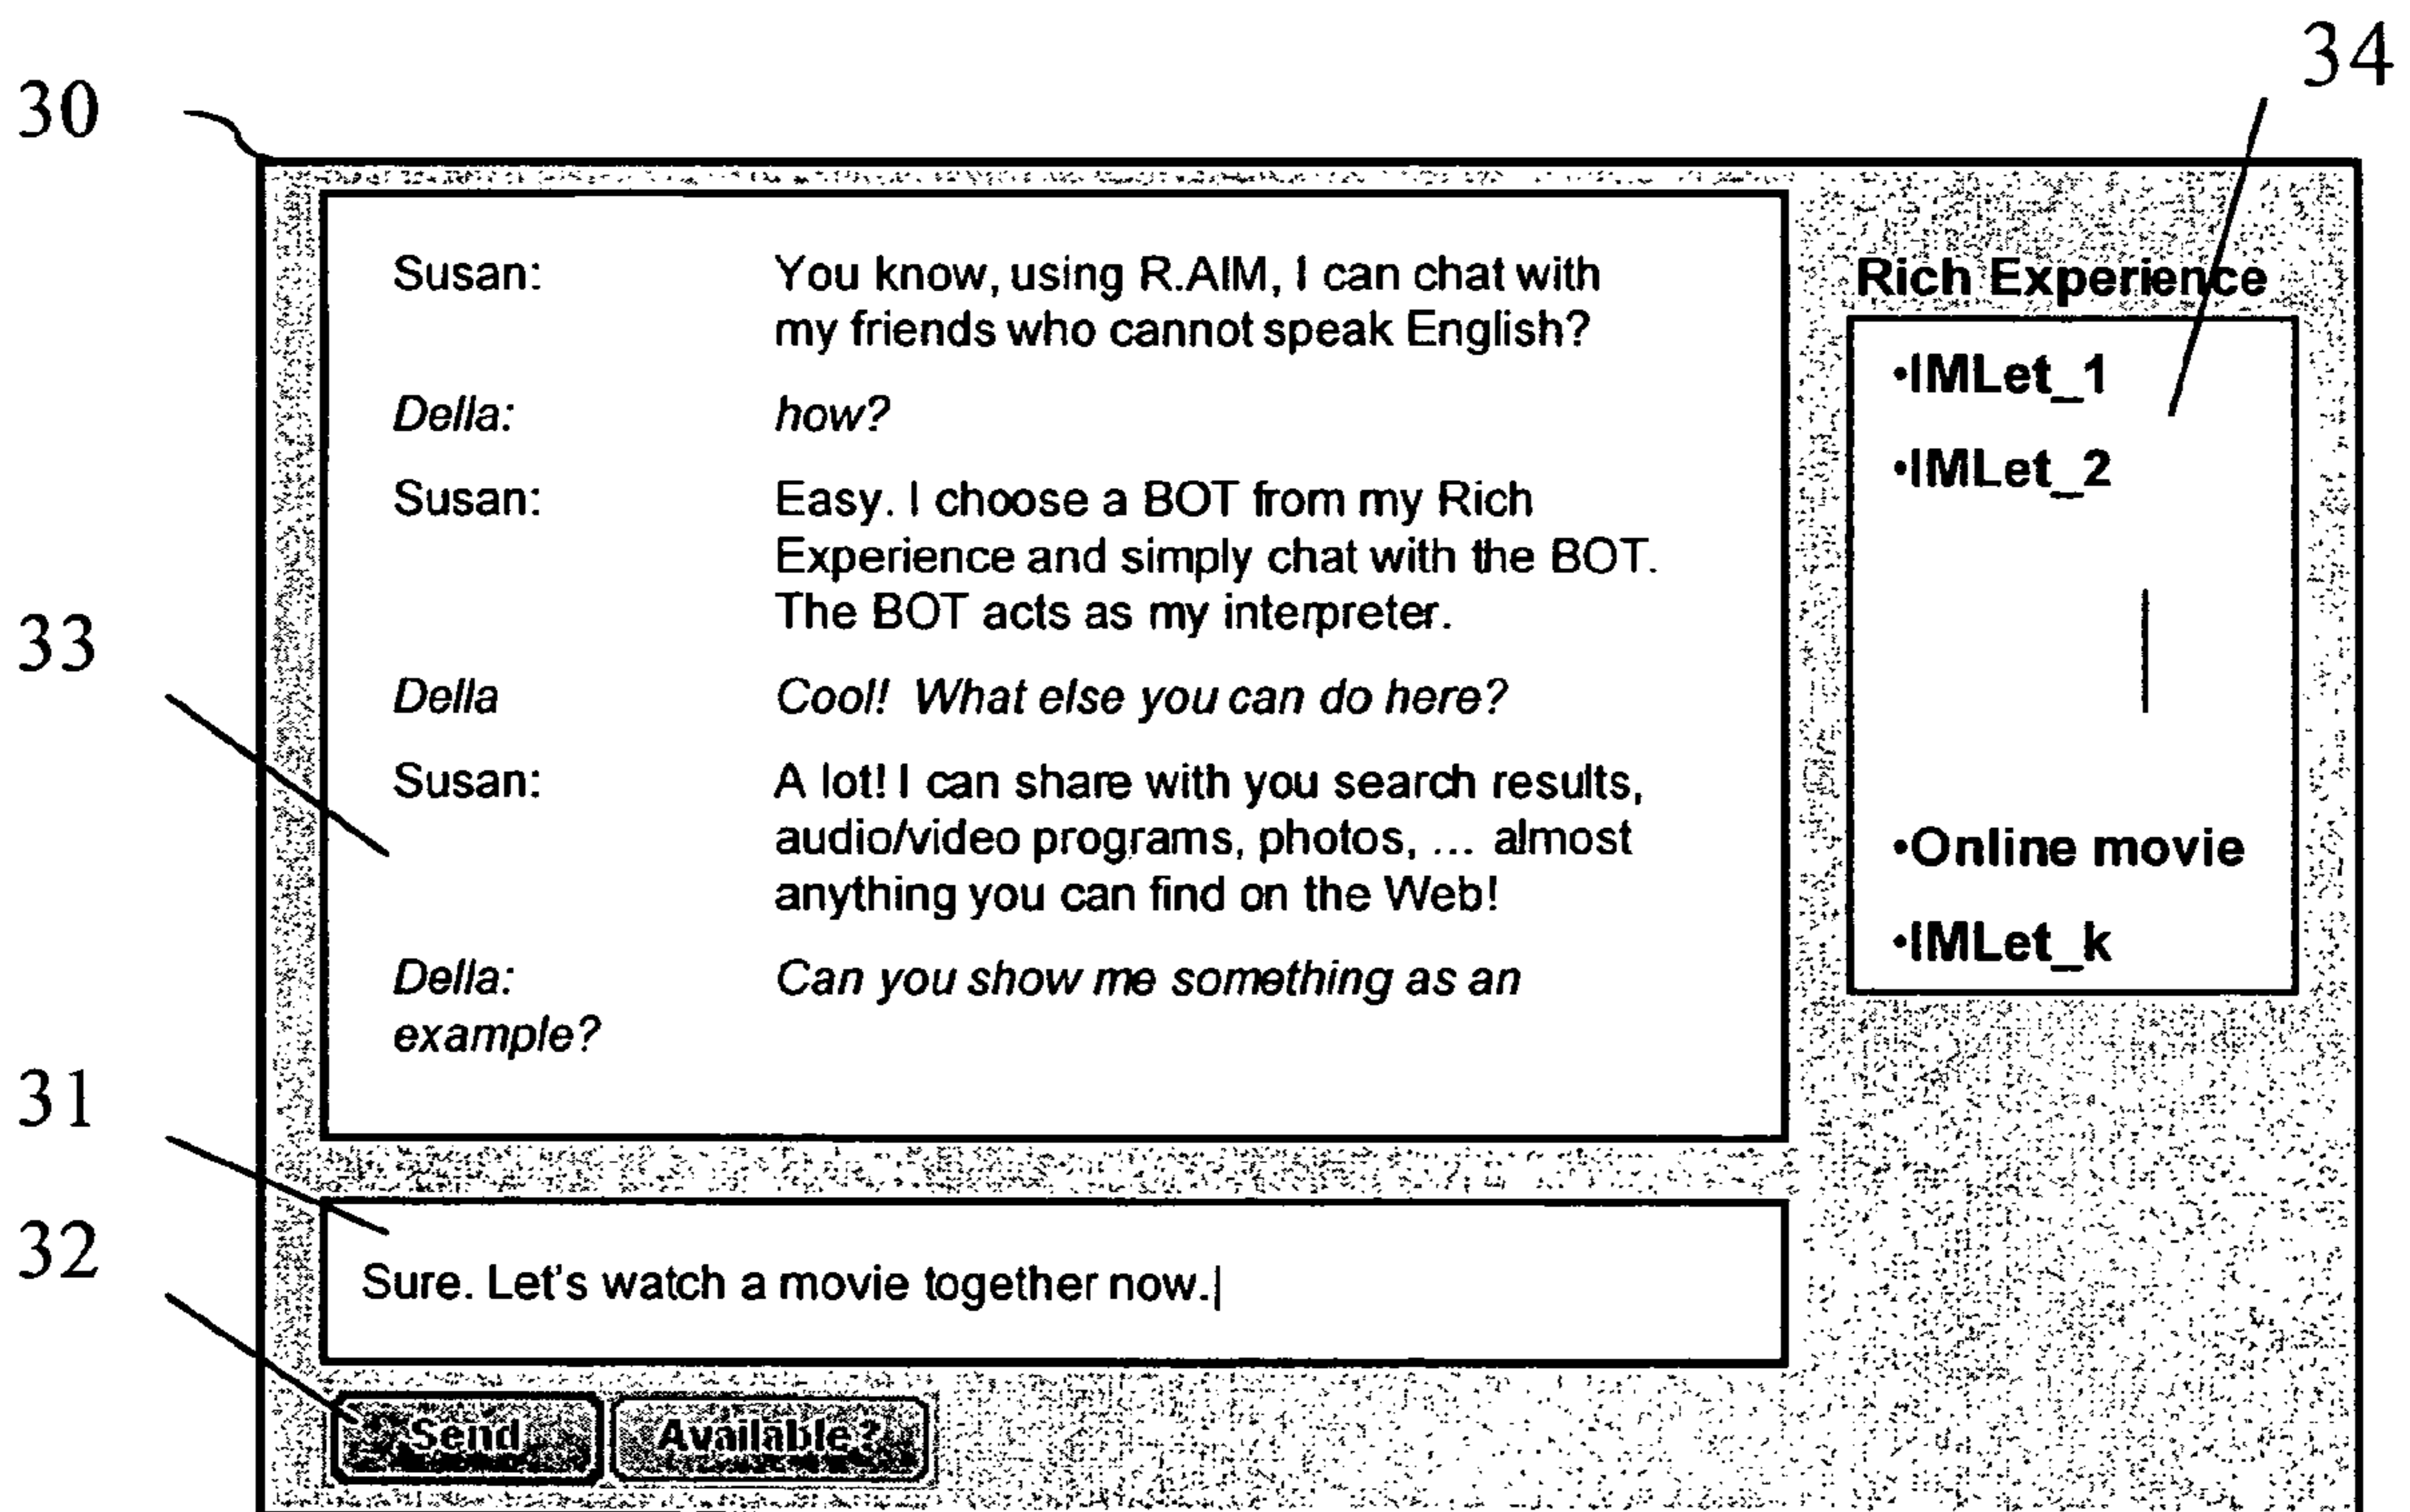 34
30
Susan: You know, using R.AIM, I can chat with
my friends who cannot speak English?
Della: how?
Susan: Easy. I choose a BOT from my Rich
Experience and simply chat with the BOT.
The BOT acts as my interpreter.
33
Della Cool! What else you can do here?
Susan: A lot! I can share with you search results,
audio/video programs, photos, ... almost
anything you can find on the Web!
Della: Can you show me something as an
example?
Rich Experience
•IMLet_1
•IMLet_2
•Online movie
•IMLet_k
31
Sure. Let's watch a movie together now.|
32
Send Available?